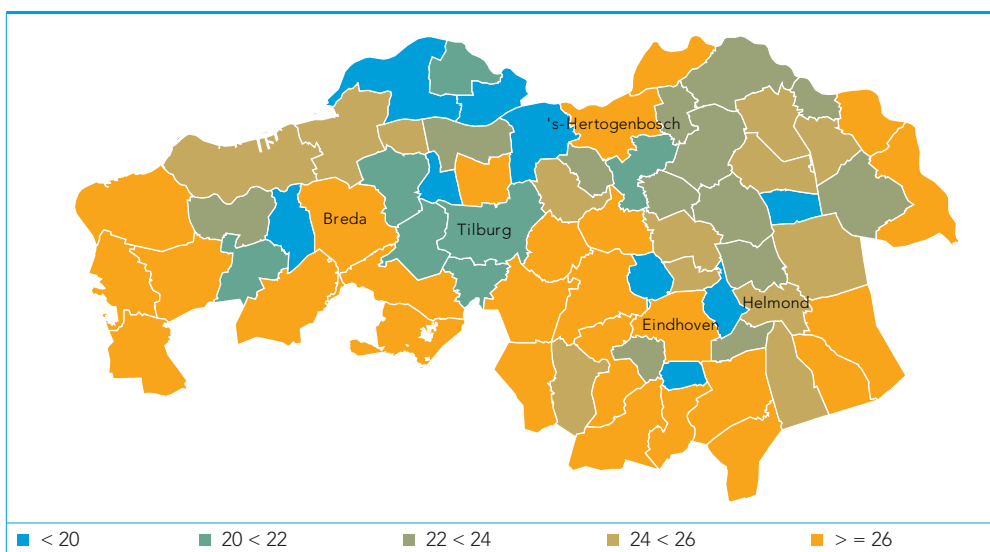 's-Hertogenbosch
Breda
Tilburg
Helmond
Eindhoven
< 20
20 < 22
22 < 24
24 < 26
> = 26